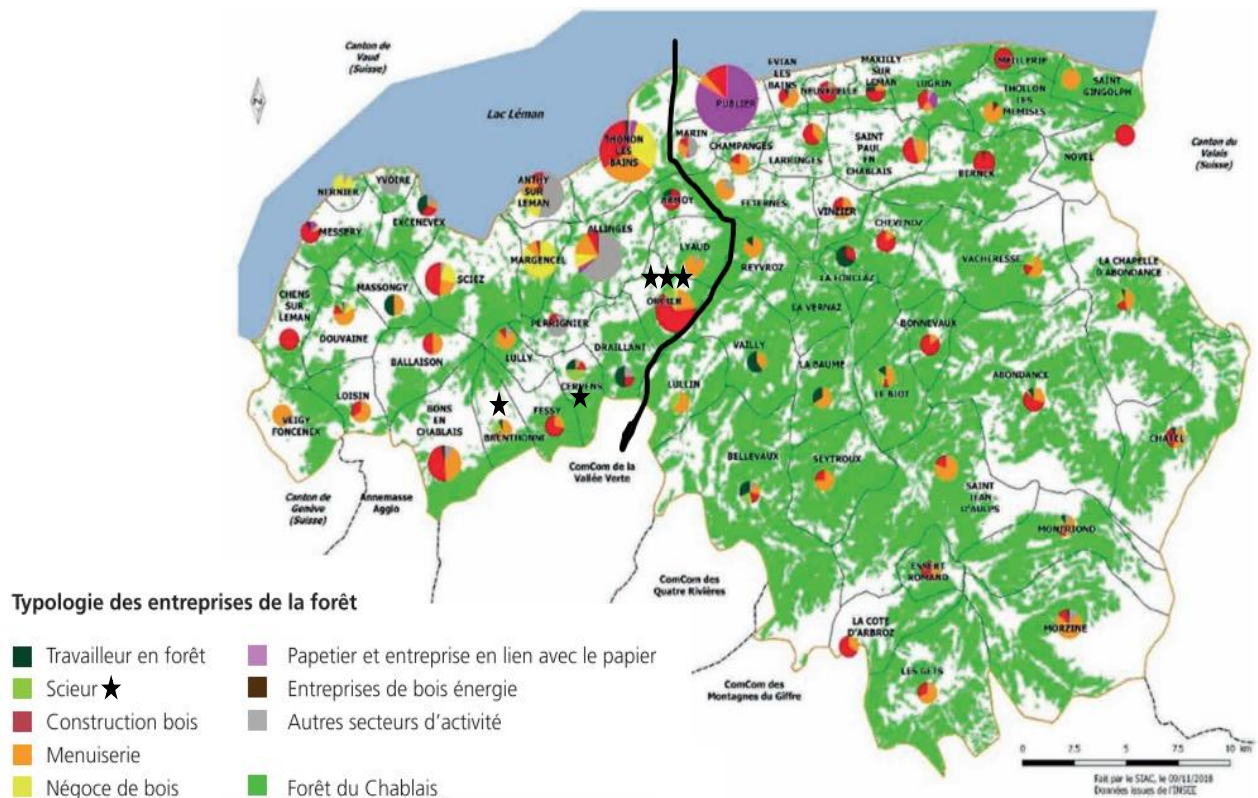 Canton de
Vaud
(Suisse)
Lac Léman
EVIAN
LES
BAINS
MAXILLY
SUR
LEMAN
MEILLERIE
NEUVECELLE
LUGRIN
THOLLON
LES
MEMISES
SAINT
GINGOLPH
PUBLIER
MARIN
CHAMPANGES
LARRINGES
SAINT
PAUL
EN
CHABLAIS
BERNEX
NOVEL
Canton du
Valais
(Suisse)
THONON
LES
BAINS
NERNIER
YVOIRE
ANTHY
SUR
LEMAN
EXCENEVEX
MESSERY
ARMOY
FETERNES
VINZIER
CHEVENOZ
ALLINGES
MARGENCEL
SCIEZ
LYAUD
REYVROZ
LA FORCLAZ
VACHERESSE
LA CHAPELLE
D'ABONDANCE
CHENS
SUR
LEMAN
MASSONGY
DOUVAINE
PERRIGNIER
ORCIER
LA VERNAZ
BONNEVAUX
BALLAISON
LULLY
DRAILLANT
VAILLY
LA BAUME
LE BIOT
ABONDANCE
CERVENS
LULLIN
LOISIN
VEIGY
FONCENEX
BONS
EN
CHABLAIS
FESSY
BRENTHONNE
CHATEL
ComCom de la
Vallée Verte
BELLEVAUX
SEYTROUX
SAINT
JEAN
D'AULPS
Canton de
Genève
(Suisse)
Annemasse
Agglo
MONTRIOND
ComCom des
Quatre Rivières
ESSERT
ROMAND
LA COTE
D'ARBROZ
MORZINE
ComCom des
Montagnes du Giffre
LES GETS
Typologie des entreprises de la forêt
Travailleur en forêt
Scieur
Construction bois
Menuiserie
Négoce de bois
Papetier et entreprise en lien avec le papier
Entreprises de bois énergie
Autres secteurs d'activité
Forêt du Chablais
0 7.5 5 7.5 10 km
Fait par le SIAC, le 09/11/2018
Données issues de l'INSEE